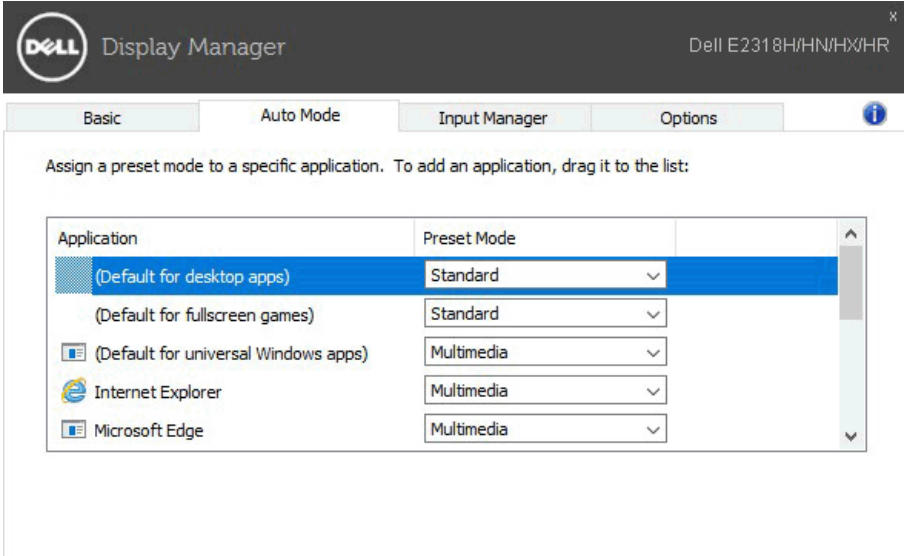 x
DELL Display Manager
Dell E2318H/HN/HX/HR
Basic Auto Mode Input Manager Options i
Assign a preset mode to a specific application. To add an application, drag it to the list:
Application Preset Mode
(Default for desktop apps) Standard
(Default for fullscreen games) Standard
(Default for universal Windows apps) Multimedia
Internet Explorer Multimedia
Microsoft Edge Multimedia